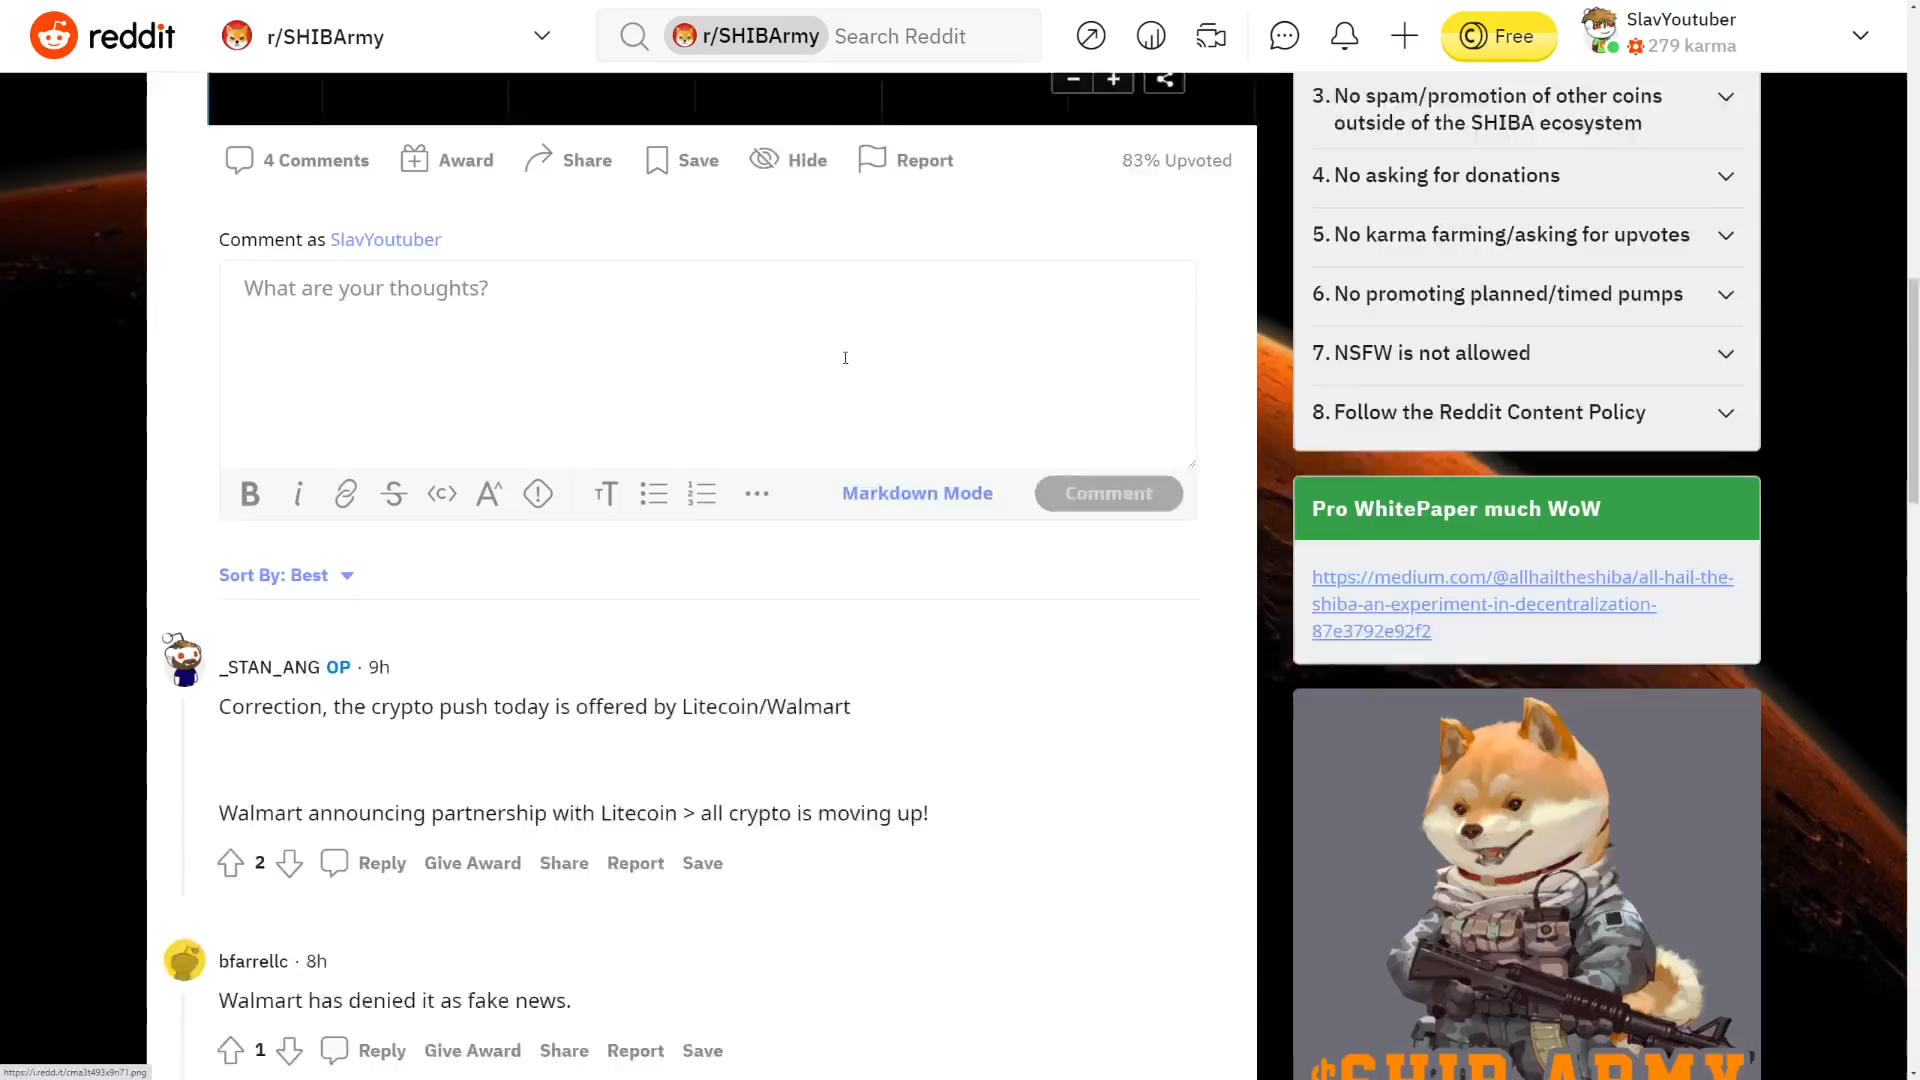 reddit
r/SHIBArmy
r/SHIBArmy Search Reddit
Free
SlavYoutuber
279 karma
4 Comments Award Share Save Hide Report 83% Upvoted
Comment as SlavYoutuber
What are your thoughts?
Markdown Mode Comment
Sort By: Best
_STAN_ANG OP · 9h
Correction, the crypto push today is offered by Litecoin/Walmart
Walmart announcing partnership with Litecoin > all crypto is moving up!
2 Reply Give Award Share Report Save
bfarrellc · 8h
Walmart has denied it as fake news.
1 Reply Give Award Share Report Save
3. No spam/promotion of other coins
outside of the SHIBA ecosystem
4. No asking for donations
5. No karma farming/asking for upvotes
6. No promoting planned/timed pumps
7. NSFW is not allowed
8. Follow the Reddit Content Policy
Pro WhitePaper much WoW
https://medium.com/@allhailtheshiba/all-hail-the-
shiba-an-experiment-in-decentralization-
87e3792e92f2
$SHIB ARMY
https://i.redd.it/cma3t493x9n71.png